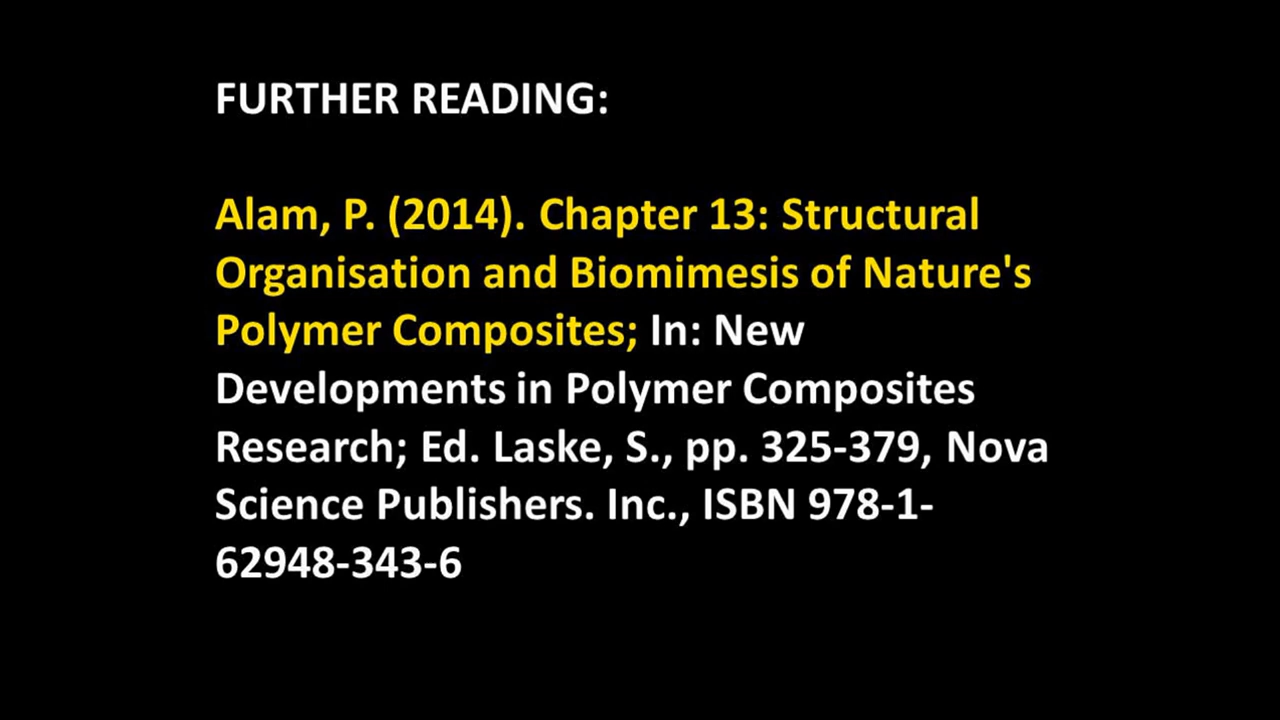 FURTHER READING:
Alam, P. (2014). Chapter 13: Structural
Organisation and Biomimesis of Nature's
Polymer Composites; In: New
Developments in Polymer Composites
Research; Ed. Laske, S., pp. 325-379, Nova
Science Publishers. Inc., ISBN 978-1-
62948-343-6